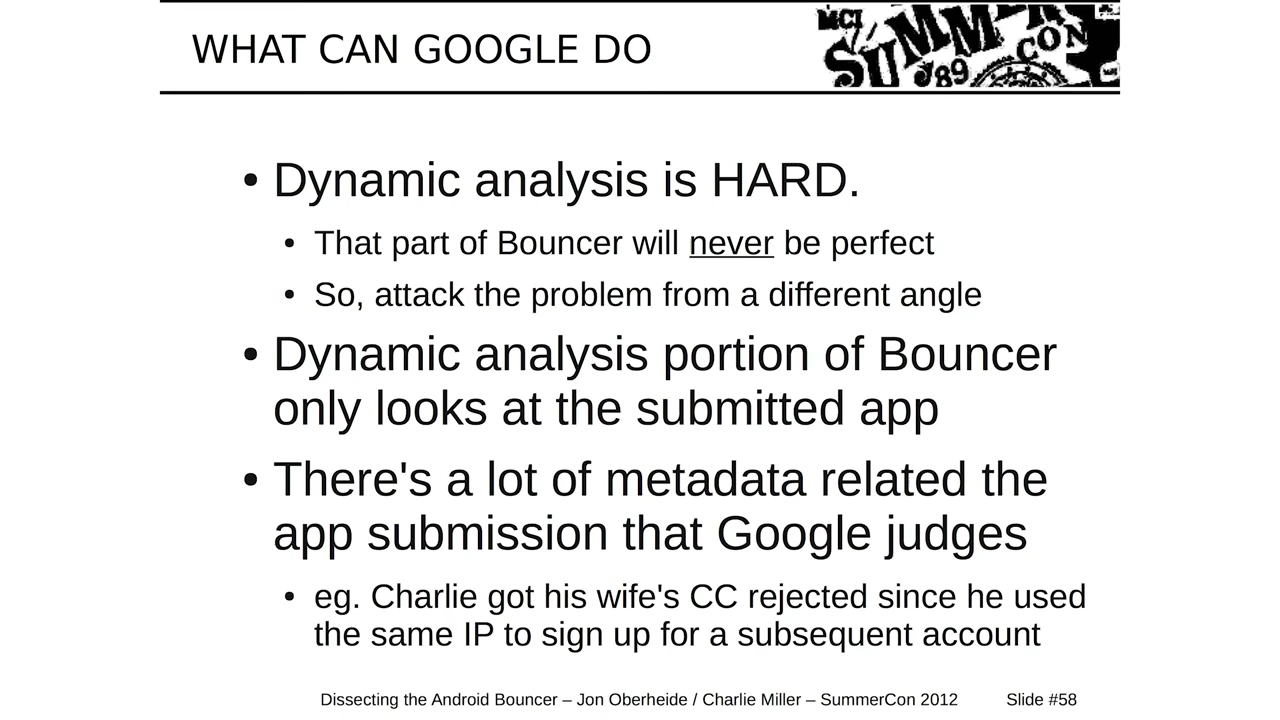 WHAT CAN GOOGLE DO
MCI
SUMMER
CON
J89
• Dynamic analysis is HARD.
• That part of Bouncer will never be perfect
• So, attack the problem from a different angle
• Dynamic analysis portion of Bouncer
only looks at the submitted app
• There's a lot of metadata related the
app submission that Google judges
• eg. Charlie got his wife's CC rejected since he used
the same IP to sign up for a subsequent account
Dissecting the Android Bouncer – Jon Oberheide / Charlie Miller – SummerCon 2012 Slide #58